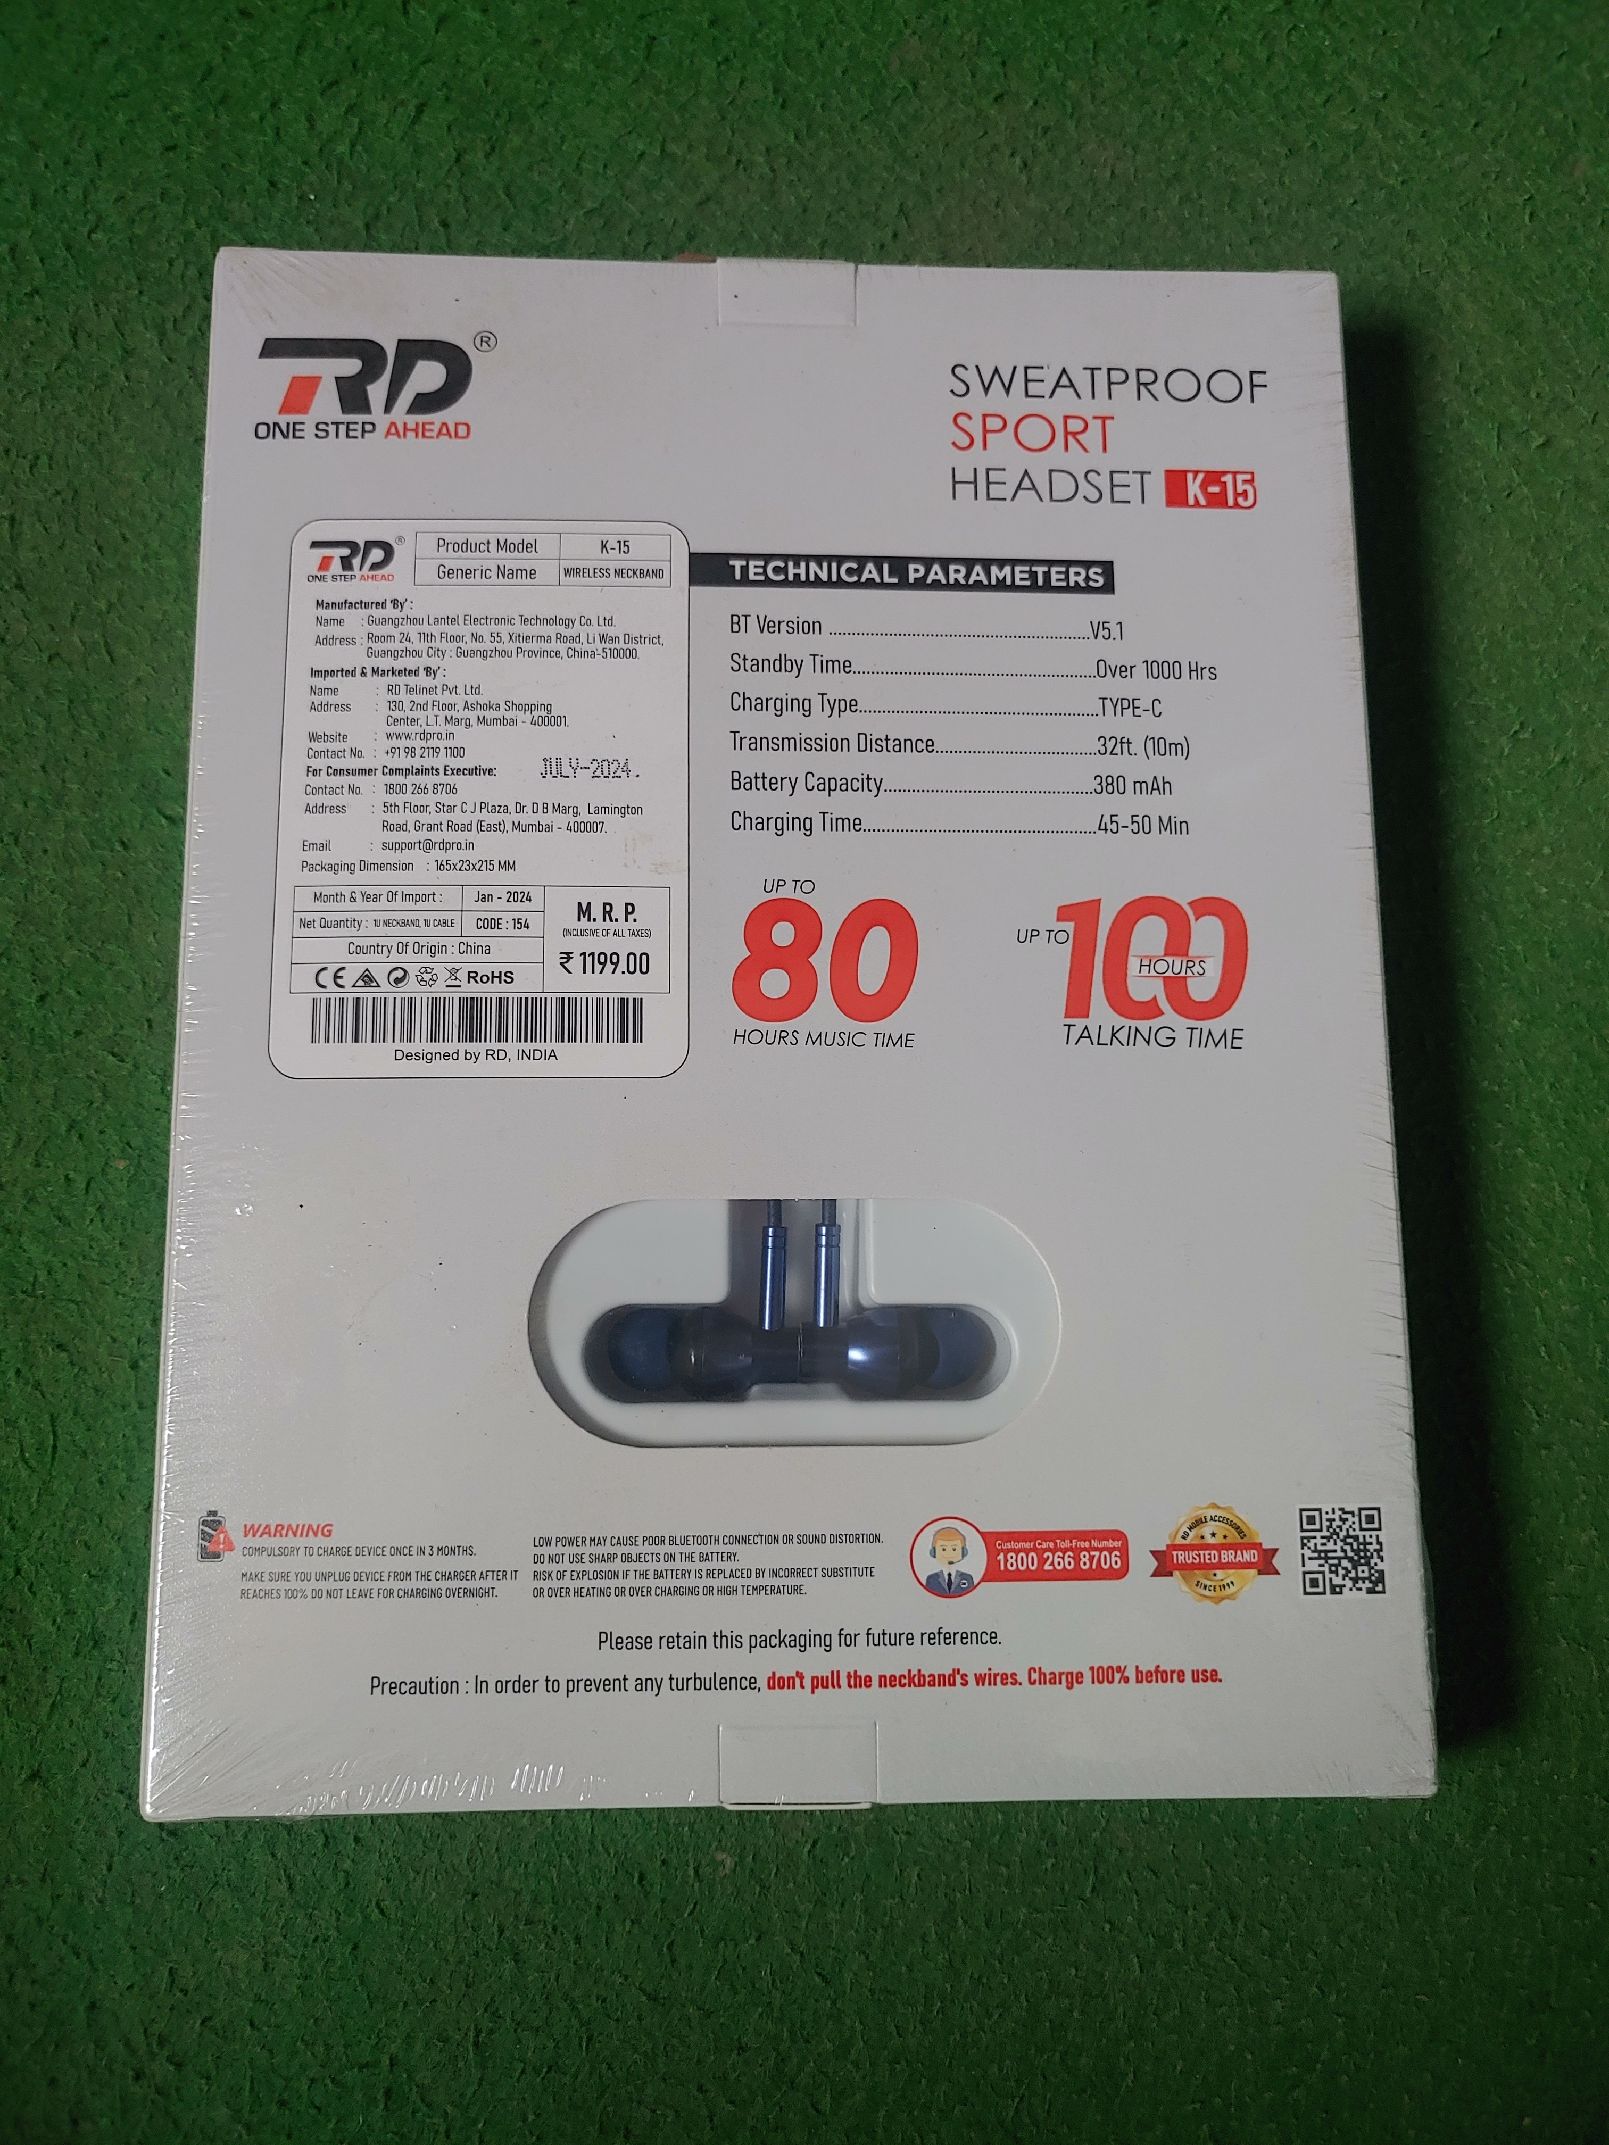 RD®
ONE STEP AHEAD
SWEATPROOF
SPORT
HEADSET K-15
RD®
ONE STEP AHEAD
Product Model K-15
Generic Name WIRELESS NECKBAND
Manufactured 'By' :
Name : Guangzhou Lantel Electronic Technology Co. Ltd.
Address : Room 24, 11th Floor, No. 55, Xitierma Road, Li Wan District,
Guangzhou City : Guangzhou Province, China-510000.
Imported & Marketed 'By' :
Name : RD Telinet Pvt. Ltd.
Address : 130, 2nd Floor, Ashoka Shopping
Center, L.T. Marg, Mumbai - 400001.
Website : www.rdpro.in
Contact No. : +91 98 2119 1100
For Consumer Complaints Executive:
JULY-2024.
Contact No. : 1800 266 8706
Address : 5th Floor, Star C J Plaza, Dr. D B Marg, Lamington
Road, Grant Road (East), Mumbai - 400007.
Email : support@rdpro.in
Packaging Dimension : 165x23x215 MM
Month & Year Of Import : Jan - 2024
Net Quantity : 1U NECKBAND, 1U CABLE CODE : 154
Country Of Origin : China
CE RoHS
M. R. P.
(INCLUSIVE OF ALL TAXES)
₹ 1199.00
Designed by RD, INDIA
TECHNICAL PARAMETERS
BT Version ........................................V5.1
Standby Time........................................Over 1000 Hrs
Charging Type........................................TYPE-C
Transmission Distance...........................32ft. (10m)
Battery Capacity...................................380 mAh
Charging Time.......................................45-50 Min
UP TO
80
HOURS MUSIC TIME
UP TO
100
HOURS
TALKING TIME
WARNING
COMPULSORY TO CHARGE DEVICE ONCE IN 3 MONTHS.
MAKE SURE YOU UNPLUG DEVICE FROM THE CHARGER AFTER IT
REACHES 100% DO NOT LEAVE FOR CHARGING OVERNIGHT.
LOW POWER MAY CAUSE POOR BLUETOOTH CONNECTION OR SOUND DISTORTION.
DO NOT USE SHARP OBJECTS ON THE BATTERY.
RISK OF EXPLOSION IF THE BATTERY IS REPLACED BY INCORRECT SUBSTITUTE
OR OVER HEATING OR OVER CHARGING OR HIGH TEMPERATURE.
Customer Care Toll-Free Number
1800 266 8706
RD MOBILE ACCESSORIES
TRUSTED BRAND
SINCE 1999
Please retain this packaging for future reference.
Precaution : In order to prevent any turbulence, don't pull the neckband's wires. Charge 100% before use.